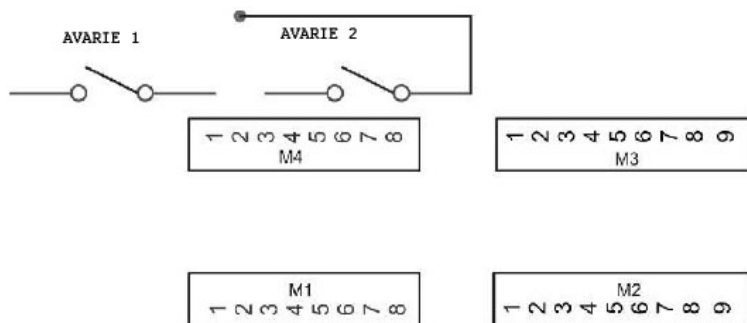 AVARIE 1
AVARIE 2
1 2 3 4 5 6 7 8
M4
1 2 3 4 5 6 7 8 9
M3
M1
1 2 3 4 5 6 7 8
M2
1 2 3 4 5 6 7 8 9